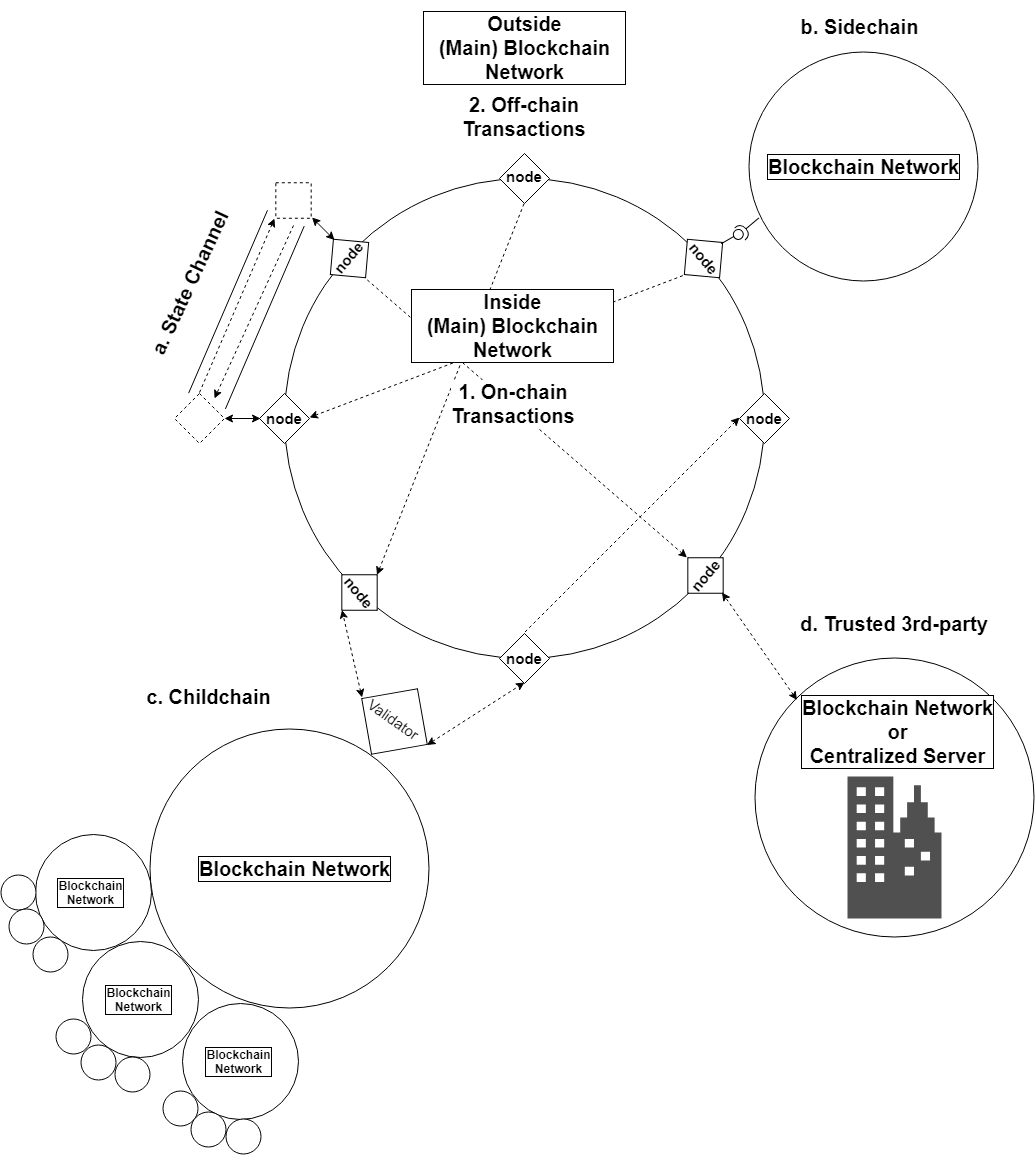 Outside
(Main) Blockchain
Network
b. Sidechain
2. Off-chain
Transactions
Blockchain Network
node
node
node
a. State Channel
Inside
(Main) Blockchain
Network
1. On-chain
Transactions
node
node
node
node
node
d. Trusted 3rd-party
c. Childchain
Validator
Blockchain Network
or
Centralized Server
Blockchain Network
Blockchain
Network
Blockchain
Network
Blockchain
Network